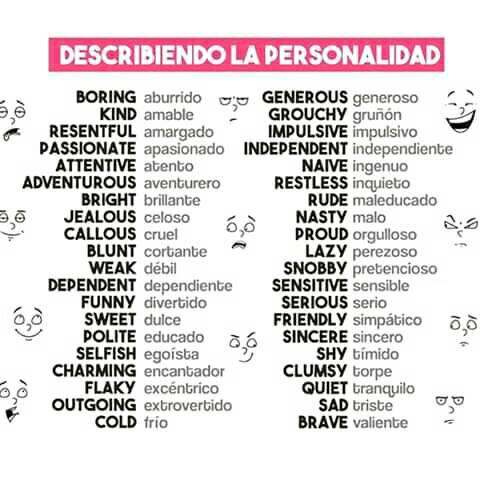 DESCRIBIENDO LA PERSONALIDAD
BORING aburrido
KIND amable
RESENTFUL amargado
PASSIONATE apasionado
ATTENTIVE atento
ADVENTUROUS aventurero
BRIGHT brillante
JEALOUS celoso
CALLOUS cruel
BLUNT cortante
WEAK débil
DEPENDENT dependiente
FUNNY divertido
SWEET dulce
POLITE educado
SELFISH egoísta
CHARMING encantador
FLAKY excéntrico
OUTGOING extrovertido
COLD frío
GENEROUS generoso
GROUCHY gruñón
IMPULSIVE impulsivo
INDEPENDENT independiente
NAIVE ingenuo
RESTLESS inquieto
RUDE maleducado
NASTY malo
PROUD orgulloso
LAZY perezoso
SNOBBY pretencioso
SENSITIVE sensible
SERIOUS serio
FRIENDLY simpático
SINCERE sincero
SHY tímido
CLUMSY torpe
QUIET tranquilo
SAD triste
BRAVE valiente